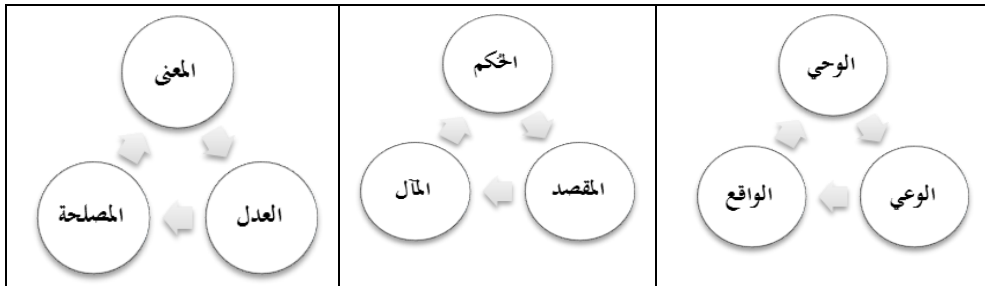 الوحي
الوعي
الواقع
الحُكم
المقصد
المآل
المعنى
العدل
المصلحة